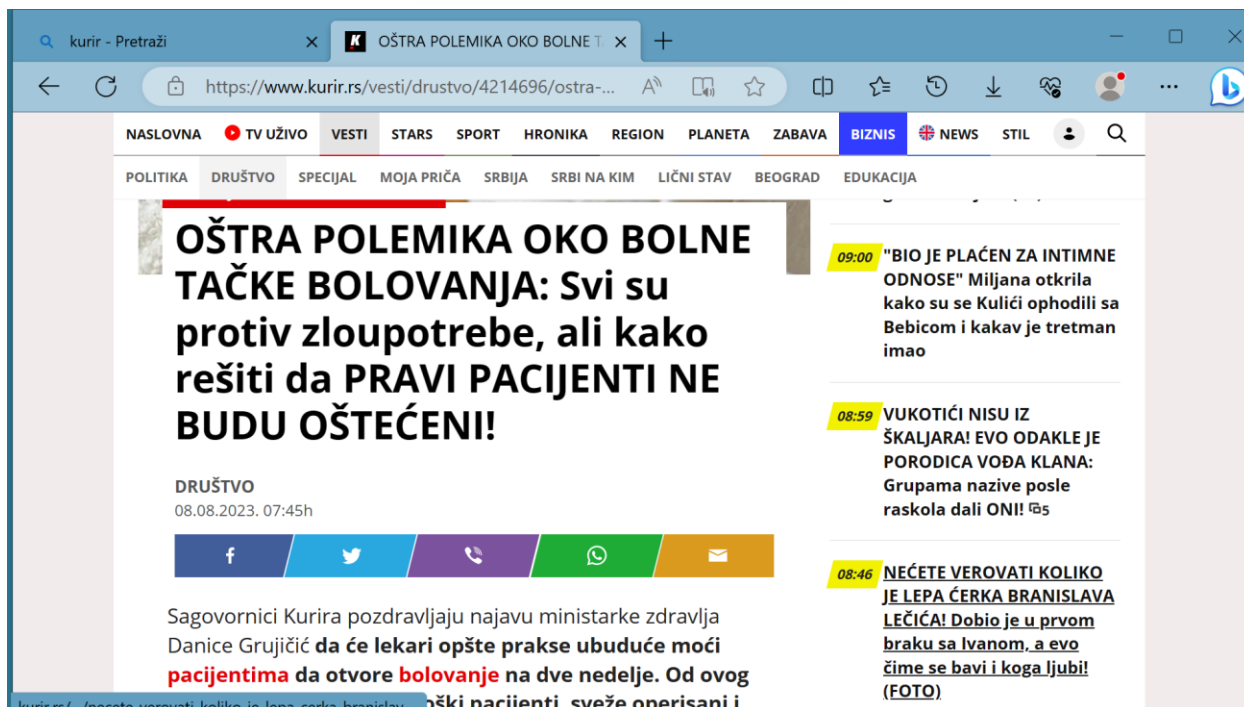 kurir - Pretraži
OŠTRA POLEMIKA OKO BOLNE T
https://www.kurir.rs/vesti/drustvo/4214696/ostra-...
NASLOVNA TV UŽIVO VESTI STARS SPORT HRONIKA REGION PLANETA ZABAVA BIZNIS NEWS STIL
POLITIKA DRUŠTVO SPECIJAL MOJA PRIČA SRBIJA SRBI NA KIM LIČNI STAV BEOGRAD EDUKACIJA
OŠTRA POLEMIKA OKO BOLNE
TAČKE BOLOVANJA: Svi su
protiv zloupotrebe, ali kako
rešiti da PRAVI PACIJENTI NE
BUDU OŠTEĆENI!
DRUŠTVO
08.08.2023. 07:45h
Sagovornici Kurira pozdravljaju najavu ministarke zdravlja
Danice Grujičić da će lekari opšte prakse ubuduće moći
pacijentima da otvore bolovanje na dve nedelje. Od ovog
pacijenti, sveže operisani i
09:00 "BIO JE PLAĆEN ZA INTIMNE
ODNOSE" Miljana otkrila
kako su se Kulići ophodili sa
Bebicom i kakav je tretman
imao
08:59 VUKOTIĆI NISU IZ
ŠKALJARA! EVO ODAKLE JE
PORODICA VOĐA KLANA:
Grupama nazive posle
raskola dali ONI! 5
08:46 NEĆETE VEROVATI KOLIKO
JE LEPA ĆERKA BRANISLAVA
LEČIĆA! Dobio je u prvom
braku sa Ivanom, a evo
čime se bavi i koga ljubi!
(FOTO)